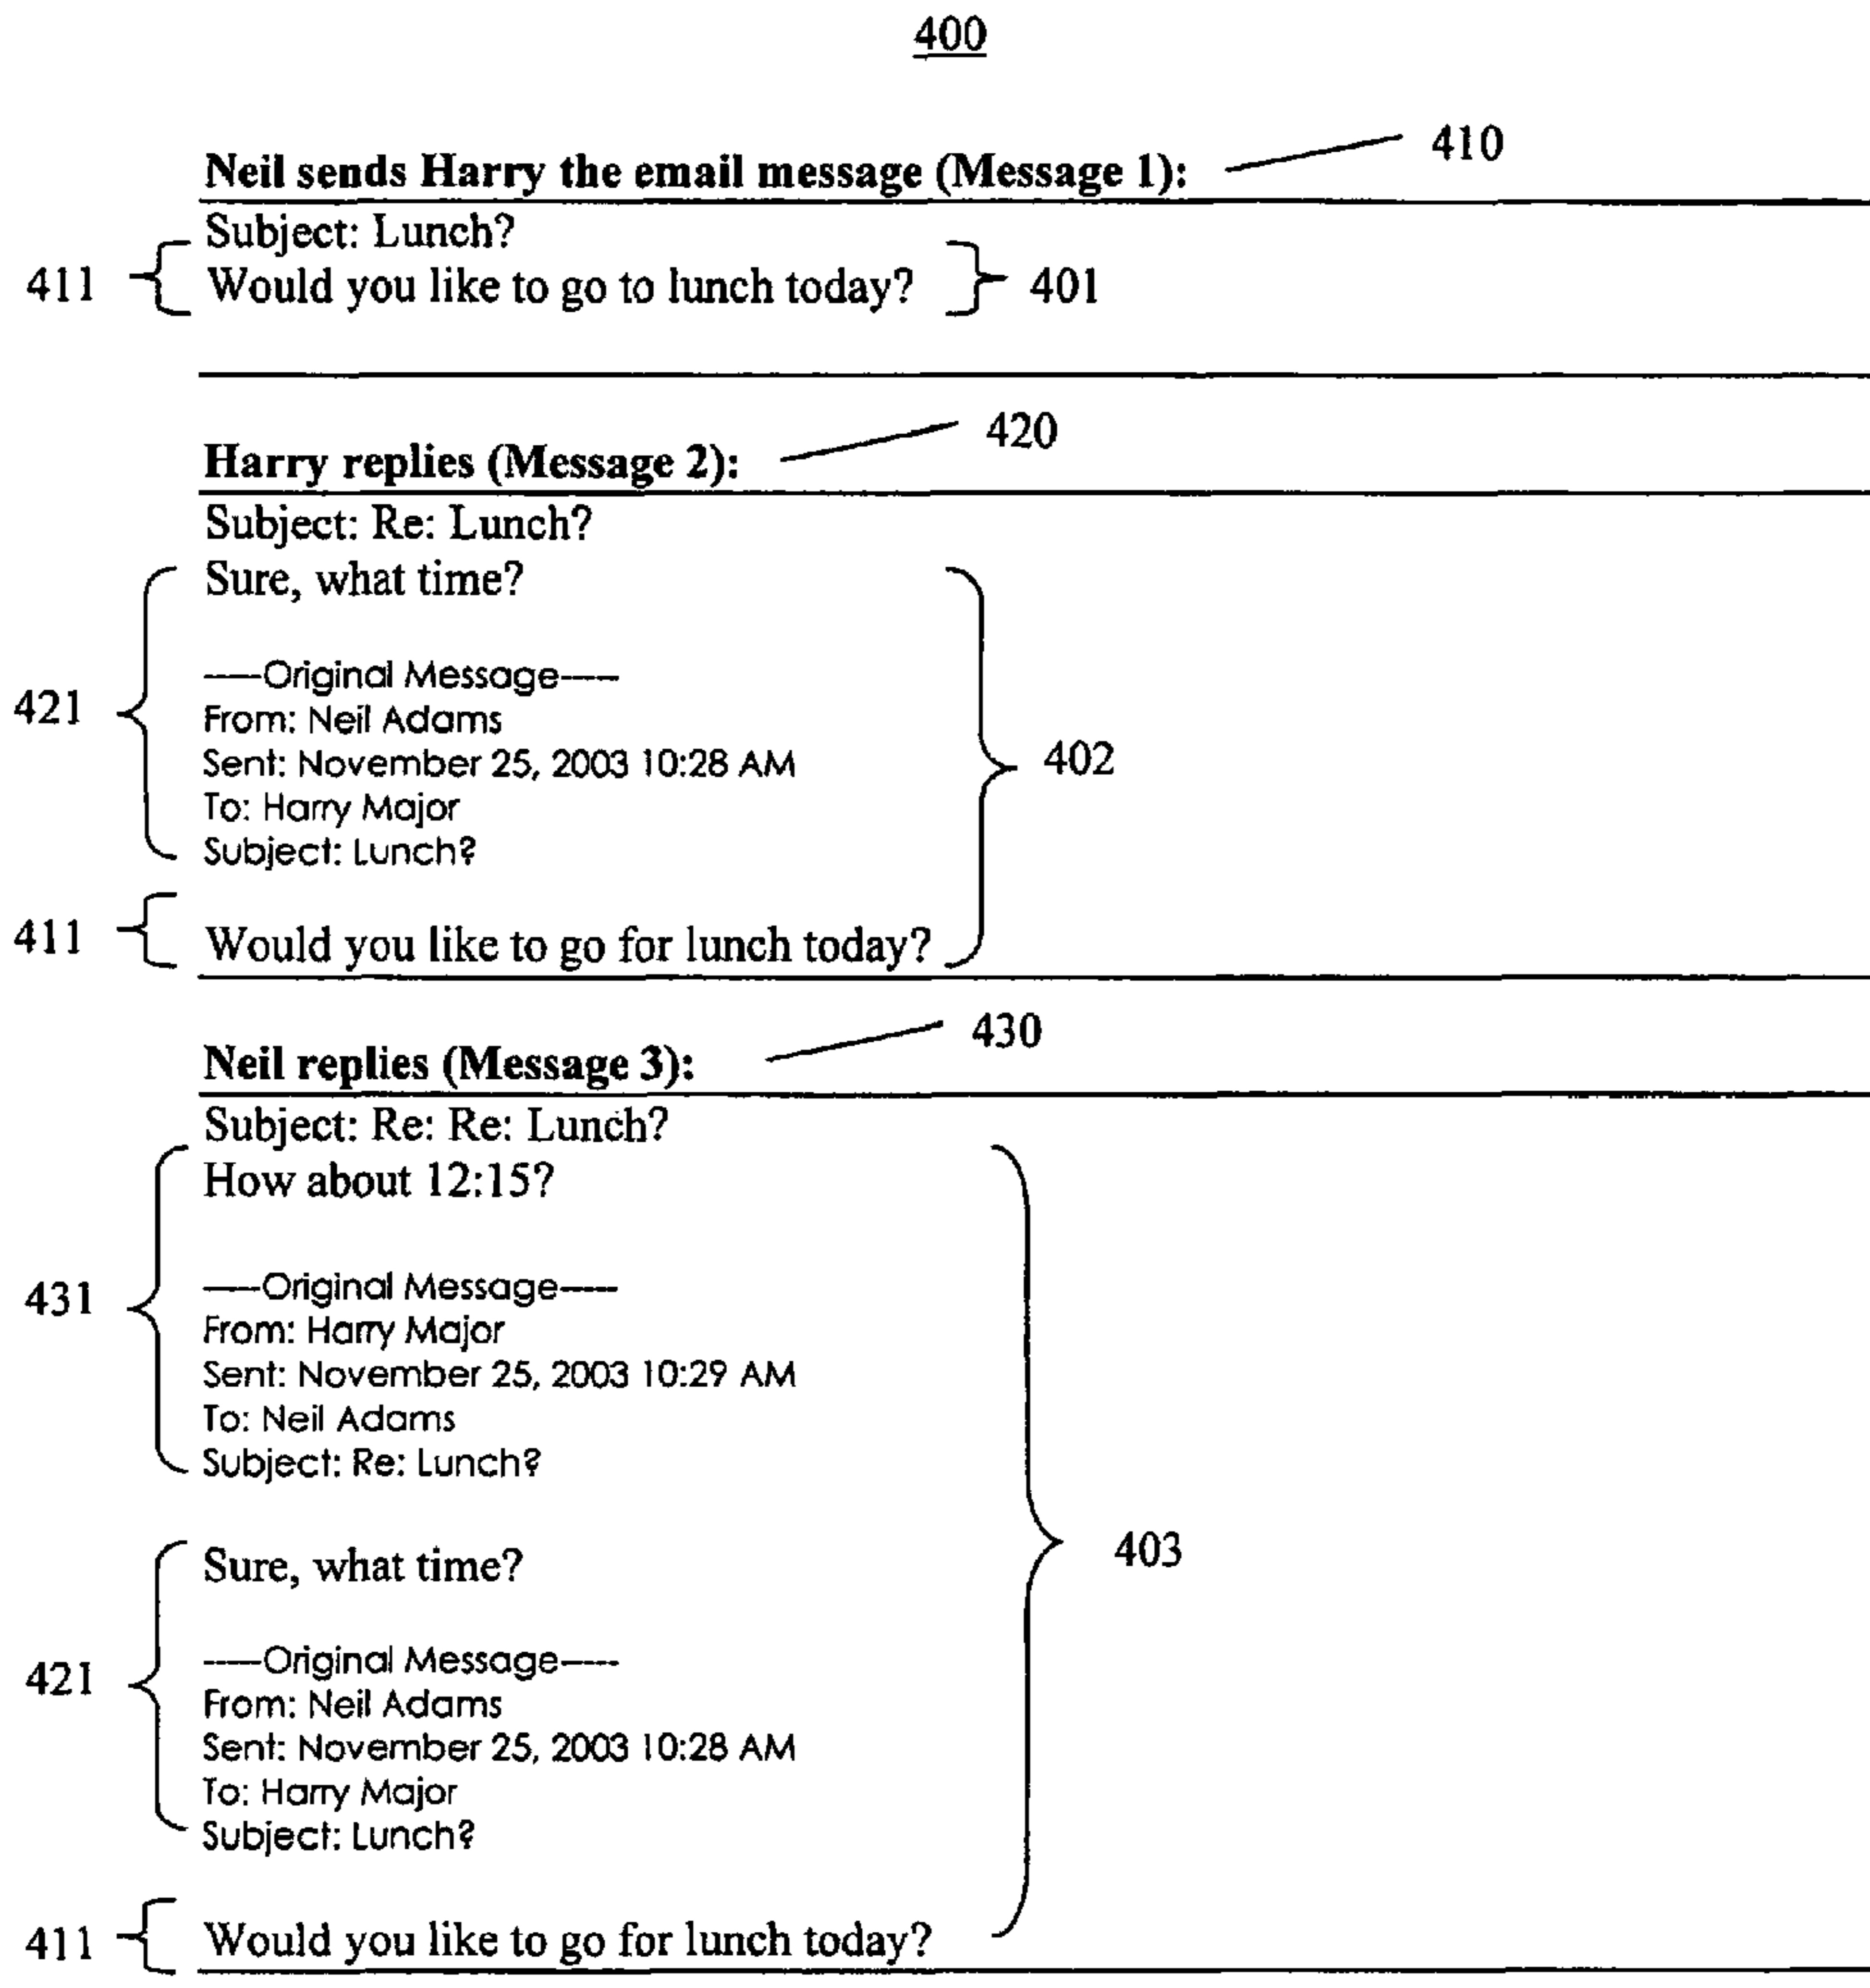 400
Neil sends Harry the email message (Message 1): 410
Subject: Lunch?
411 Would you like to go to lunch today? 401
Harry replies (Message 2): 420
Subject: Re: Lunch?
Sure, what time?
-----Original Message-----
421 From: Neil Adams
Sent: November 25, 2003 10:28 AM 402
To: Harry Major
Subject: Lunch?
411 Would you like to go for lunch today?
Neil replies (Message 3): 430
Subject: Re: Re: Lunch?
How about 12:15?
431 -----Original Message-----
From: Harry Major
Sent: November 25, 2003 10:29 AM
To: Neil Adams
Subject: Re: Lunch?
Sure, what time? 403
-----Original Message-----
421 From: Neil Adams
Sent: November 25, 2003 10:28 AM
To: Harry Major
Subject: Lunch?
411 Would you like to go for lunch today?